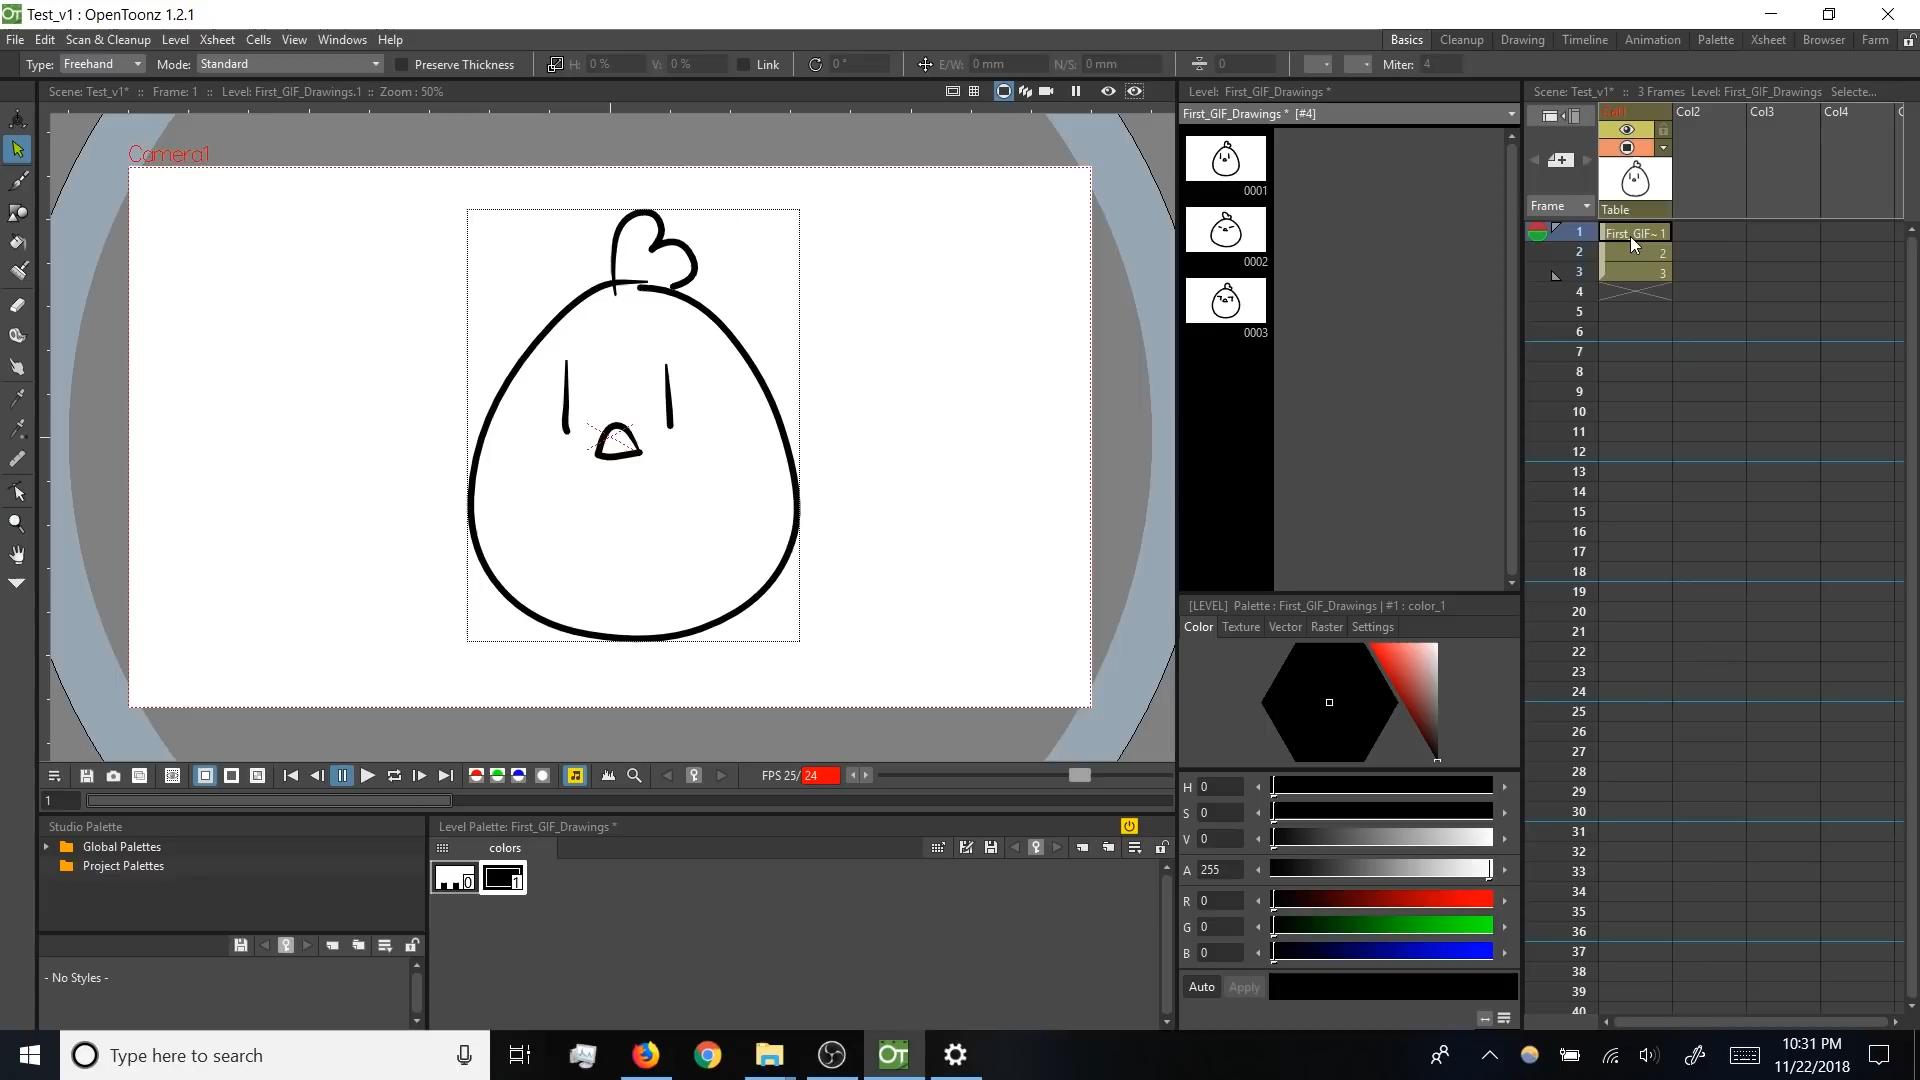 Test_v1 : OpenToonz 1.2.1
File Edit Scan & Cleanup Level Xsheet Cells View Windows Help
Basics Cleanup Drawing Timeline Animation Palette Xsheet Browser Farm
Type: Freehand Mode: Standard Preserve Thickness H: 0 % V: 0 % Link 0 ° E/W: 0 mm N/S: 0 mm 0 Miter: 4
Scene: Test_v1* :: Frame: 1 :: Level: First_GIF_Drawings.1 :: Zoom : 50%
Camera1
Level: First_GIF_Drawings *
First_GIF_Drawings * [#4]
0001
0002
0003
Scene: Test_v1* :: 3 Frames Level: First_GIF_Drawings Selecte...
Col1 Col2 Col3 Col4
Frame
Table
1 First_GIF~ 1
2 2
3 3
4
5
6
7
8
9
10
11
12
13
14
15
16
17
18
19
20
21
22
23
24
25
26
27
28
29
30
31
32
33
34
35
36
37
38
39
40
[LEVEL] Palette : First_GIF_Drawings | #1 : color_1
Color Texture Vector Raster Settings
H 0
S 0
V 0
A 255
R 0
G 0
B 0
Auto Apply
FPS 25/24
1
Studio Palette
Global Palettes
Project Palettes
- No Styles -
Level Palette: First_GIF_Drawings *
colors
0 1
Type here to search
OT
10:31 PM
11/22/2018